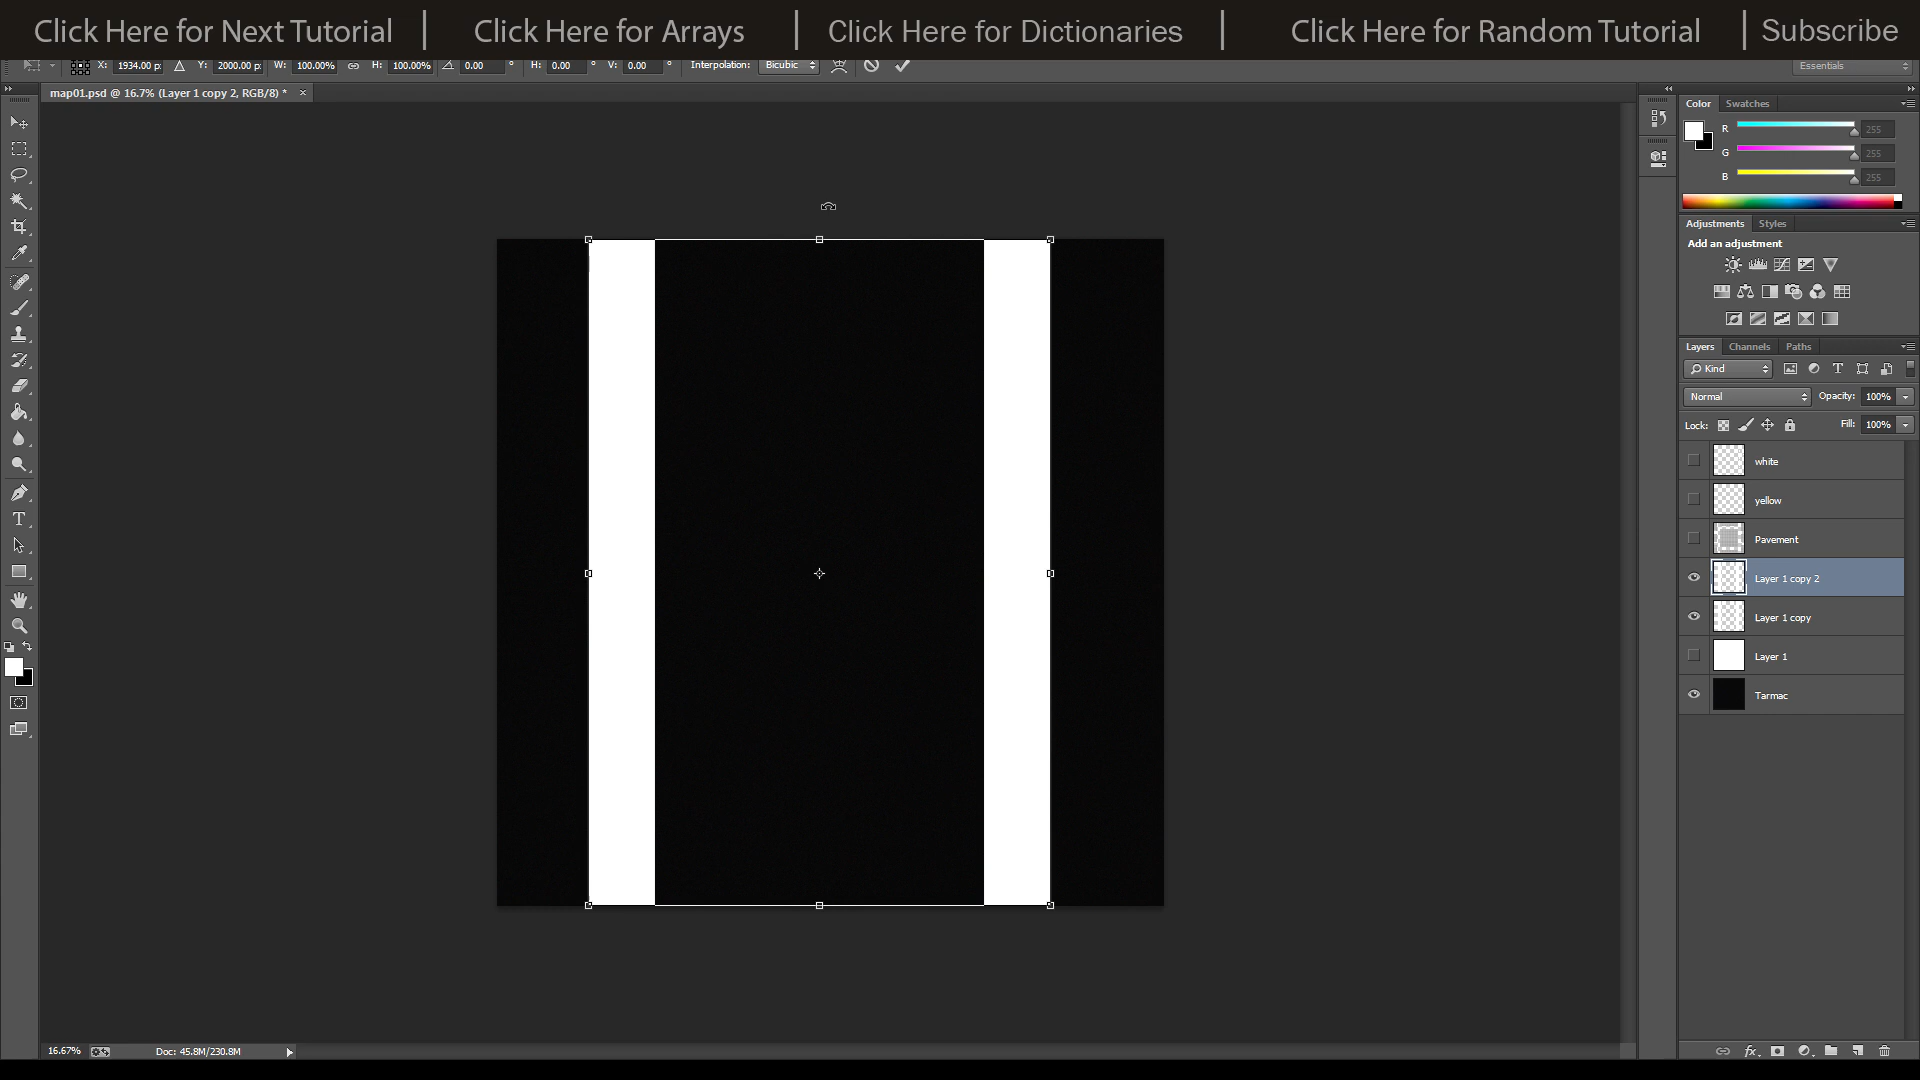 Click Here for Next Tutorial | Click Here for Arrays | Click Here for Dictionaries | Click Here for Random Tutorial | Subscribe
X: 1934.00 p: Y: 2000.00 p: W: 100.00% H: 100.00% 0.00 ° H: 0.00 ° V: 0.00 ° Interpolation: Bicubic Essentials
map01.psd @ 16.7% (Layer 1 copy 2, RGB/8) * ×
Color Swatches
R 255
G 255
B 255
Adjustments Styles
Add an adjustment
Layers Channels Paths
Kind
Normal Opacity: 100%
Lock: Fill: 100%
white
yellow
Pavement
Layer 1 copy 2
Layer 1 copy
Layer 1
Tarmac
16.67% Doc: 45.8M/230.8M
fx